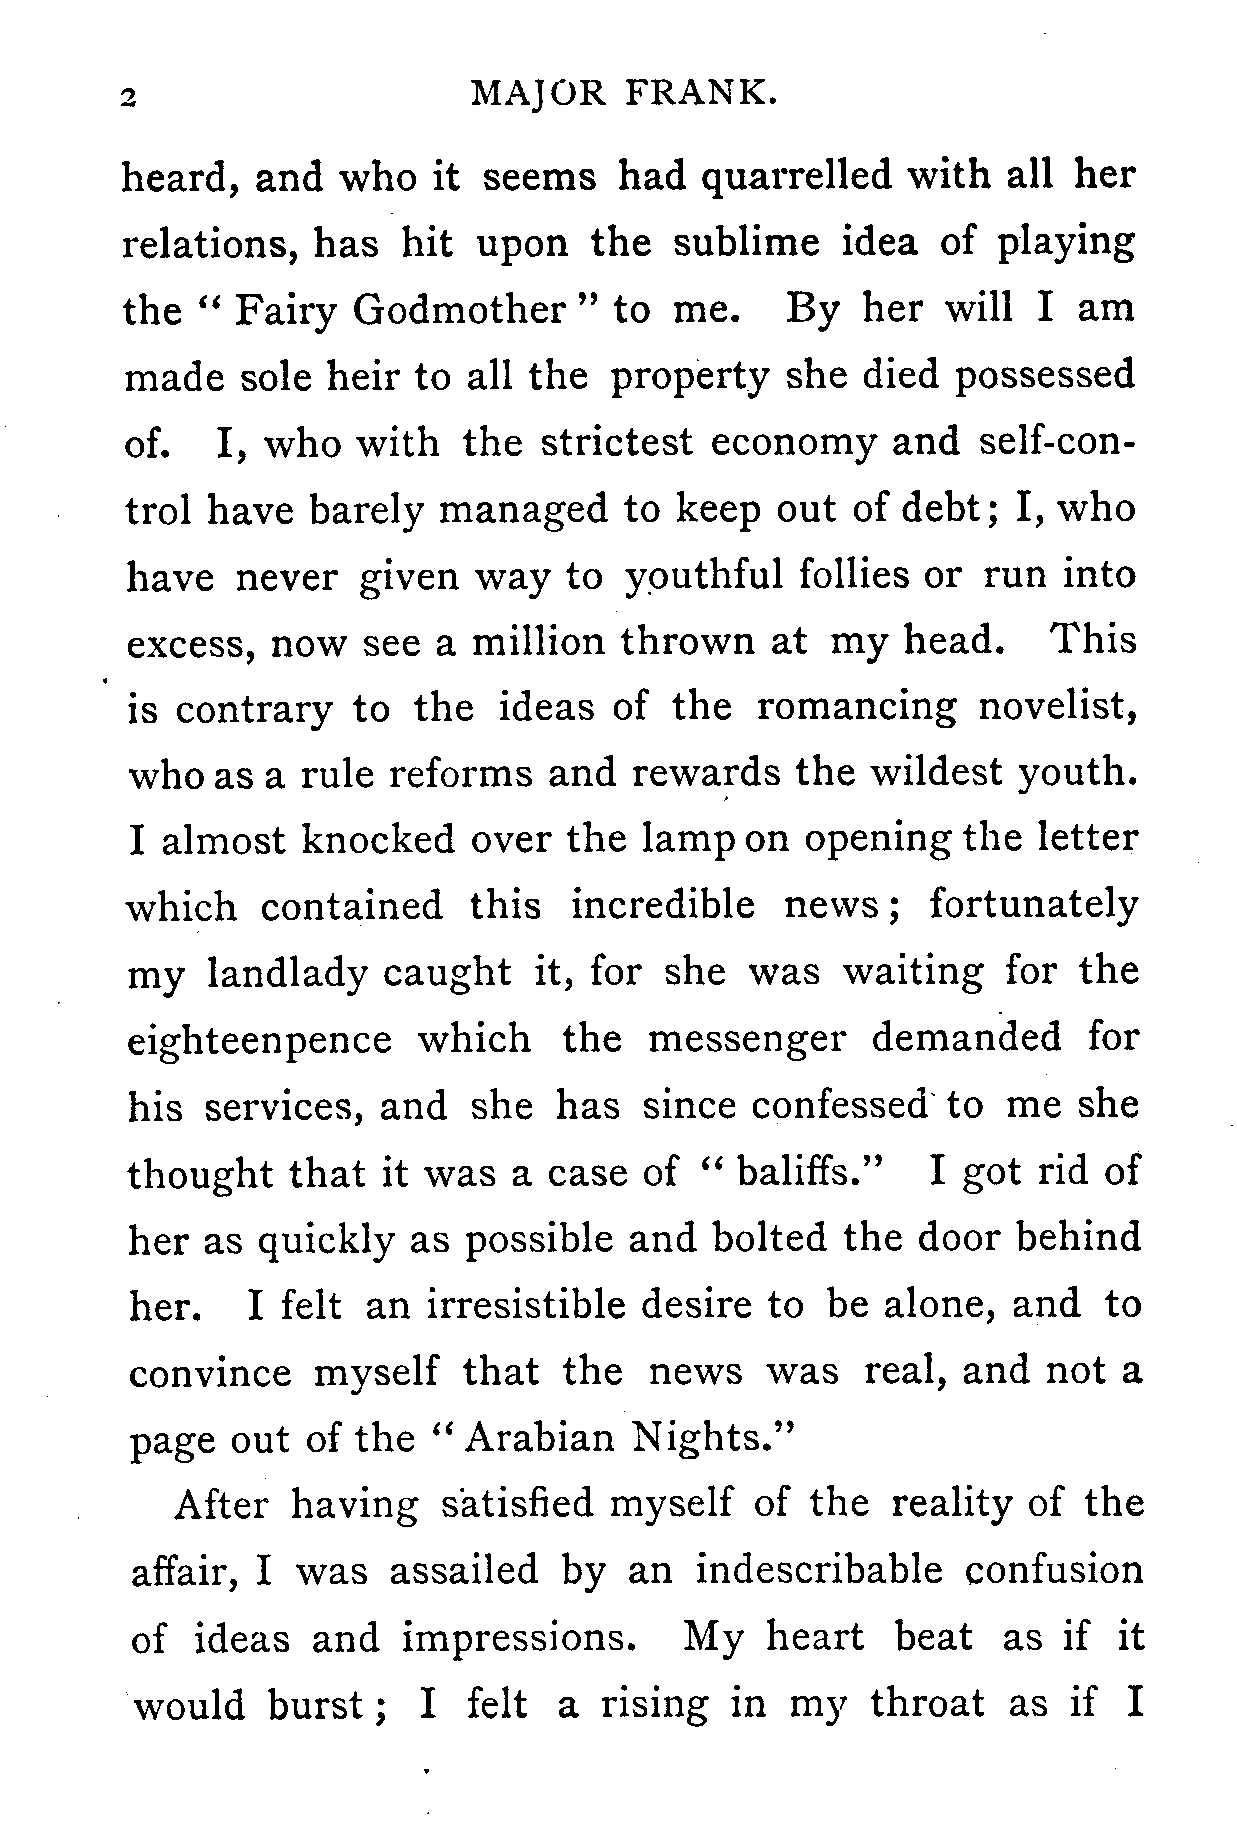 2 MAJOR FRANK.
heard, and who it seems had quarrelled with all her
relations, has hit upon the sublime idea of playing
the “ Fairy Godmother ” to me. By her will I am
made sole heir to all the property she died possessed
of. I, who with the strictest economy and self-con-
trol have barely managed to keep out of debt; I, who
have never given way to youthful follies or run into
excess, now see a million thrown at my head. This
is contrary to the ideas of the romancing novelist,
who as a rule reforms and rewards the wildest youth.
I almost knocked over the lamp on opening the letter
which contained this incredible news ; fortunately
my landlady caught it, for she was waiting for the
eighteenpence which the messenger demanded for
his services, and she has since confessed to me she
thought that it was a case of “ baliffs.” I got rid of
her as quickly as possible and bolted the door behind
her. I felt an irresistible desire to be alone, and to
convince myself that the news was real, and not a
page out of the “ Arabian Nights.”
After having satisfied myself of the reality of the
affair, I was assailed by an indescribable confusion
of ideas and impressions. My heart beat as if it
would burst ; I felt a rising in my throat as if I